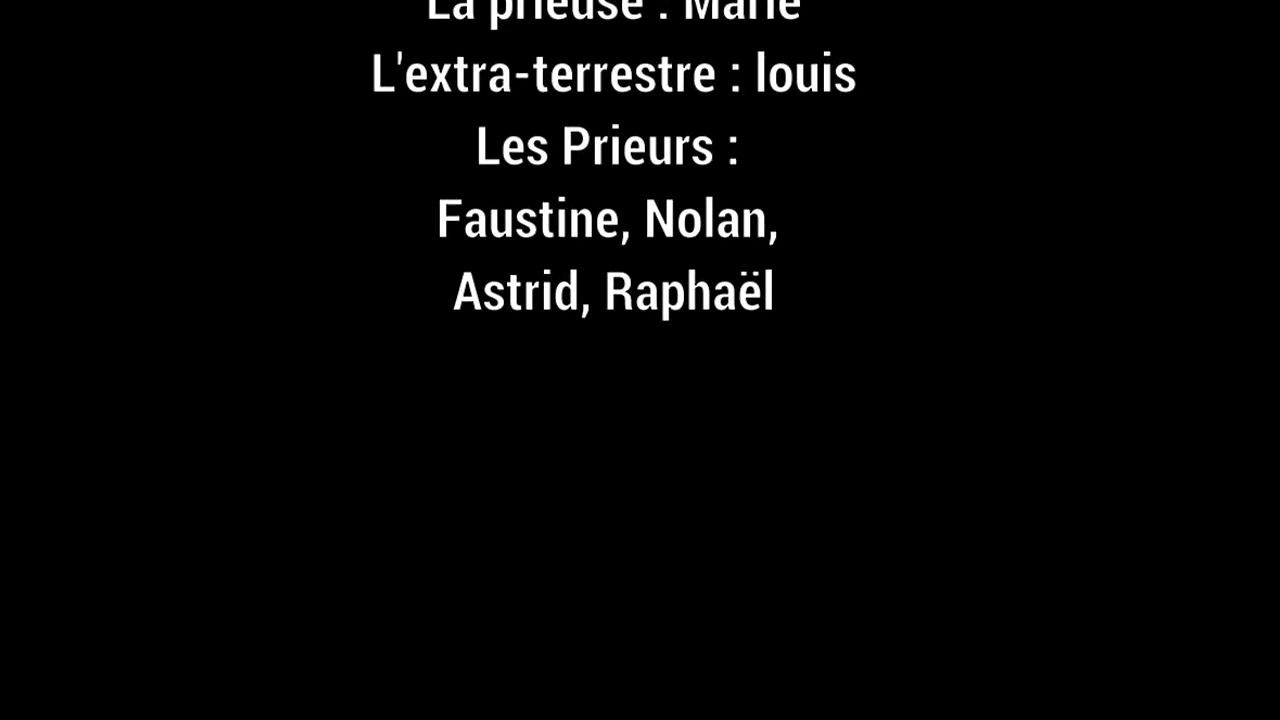 La prieuse : Marie
L'extra-terrestre : louis
Les Prieurs :
Faustine, Nolan,
Astrid, Raphaël